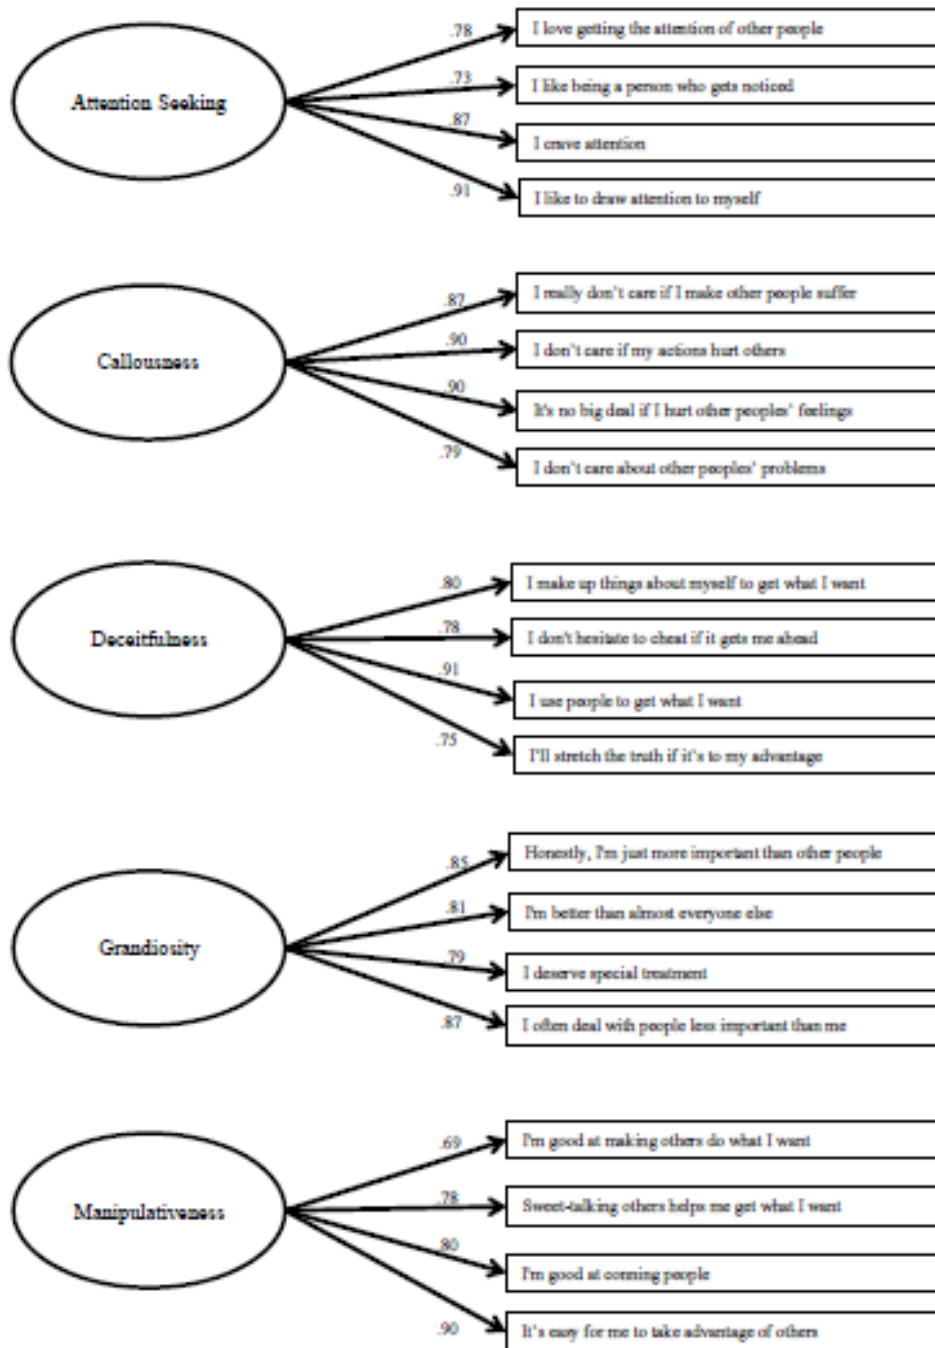 .78
I love getting the attention of other people
.73
I like being a person who gets noticed
Attention Seeking
.87
I crave attention
.91
I like to draw attention to myself
.87
I really don't care if I make other people suffer
.90
I don't care if my actions hurt others
Callousness
.90
It's no big deal if I hurt other peoples' feelings
.79
I don't care about other peoples' problems
.80
I make up things about myself to get what I want
.78
I don't hesitate to cheat if it gets me ahead
Deceitfulness
.91
I use people to get what I want
.75
I'll stretch the truth if it's to my advantage
.85
Honestly, I'm just more important than other people
.81
I'm better than almost everyone else
Grandiosity
.79
I deserve special treatment
.87
I often deal with people less important than me
.69
I'm good at making others do what I want
.78
Sweet-talking others helps me get what I want
Manipulativeness
.80
I'm good at conning people
.90
It's easy for me to take advantage of others